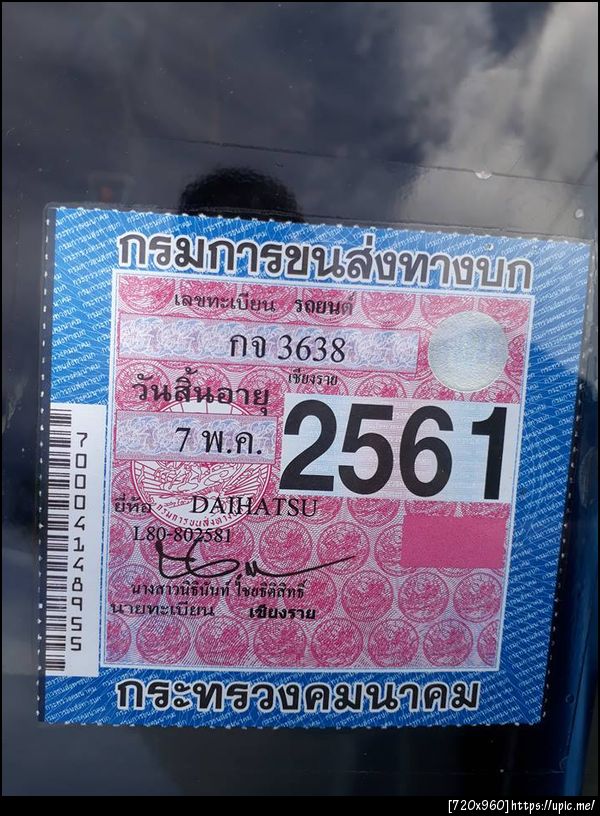 กรมการขนส่งทางบก
เลขทะเบียน รถยนต์
กจ 3638
เชียงราย
วันสิ้นอายุ
7 พ.ค. 2561
ยี่ห้อ DAIHATSU
L80-802581
นางสาวนิธินันท์ ไชยธิติสิทธิ์
นายทะเบียน เชียงราย
กระทรวงคมนาคม
70004148955
[720x960]https://upic.me/